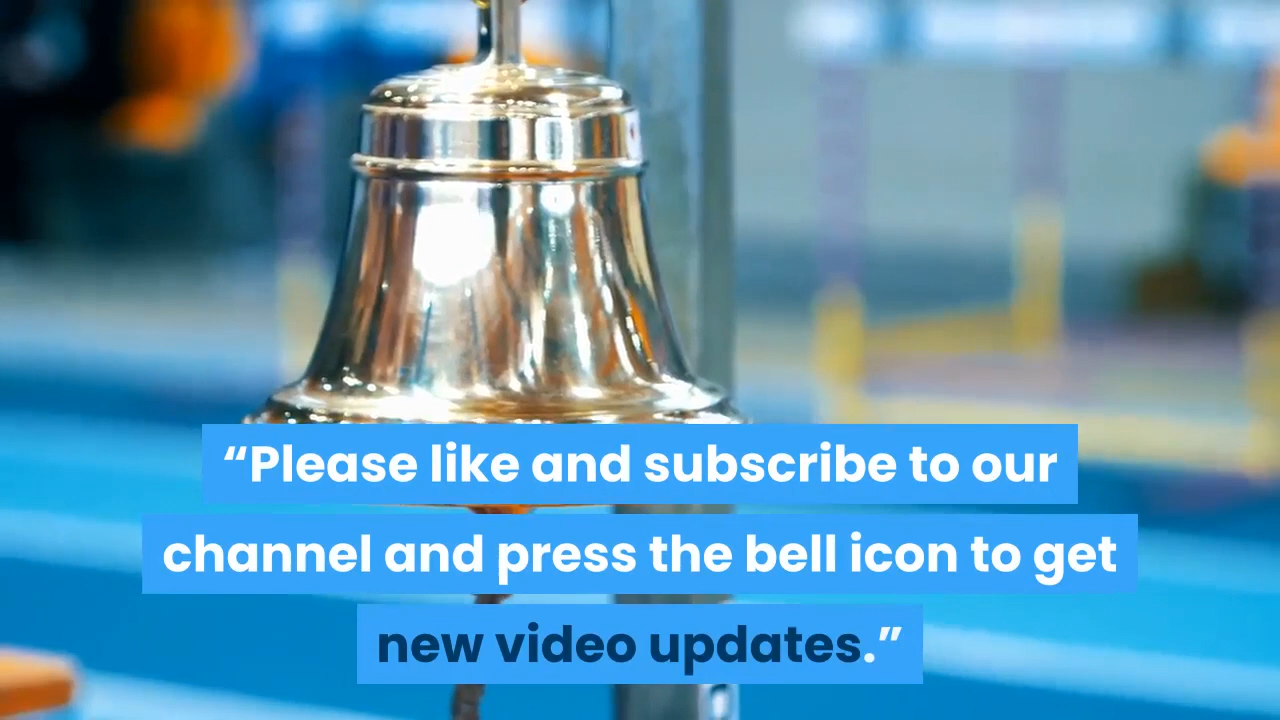 “Please like and subscribe to our
channel and press the bell icon to get
new video updates.”